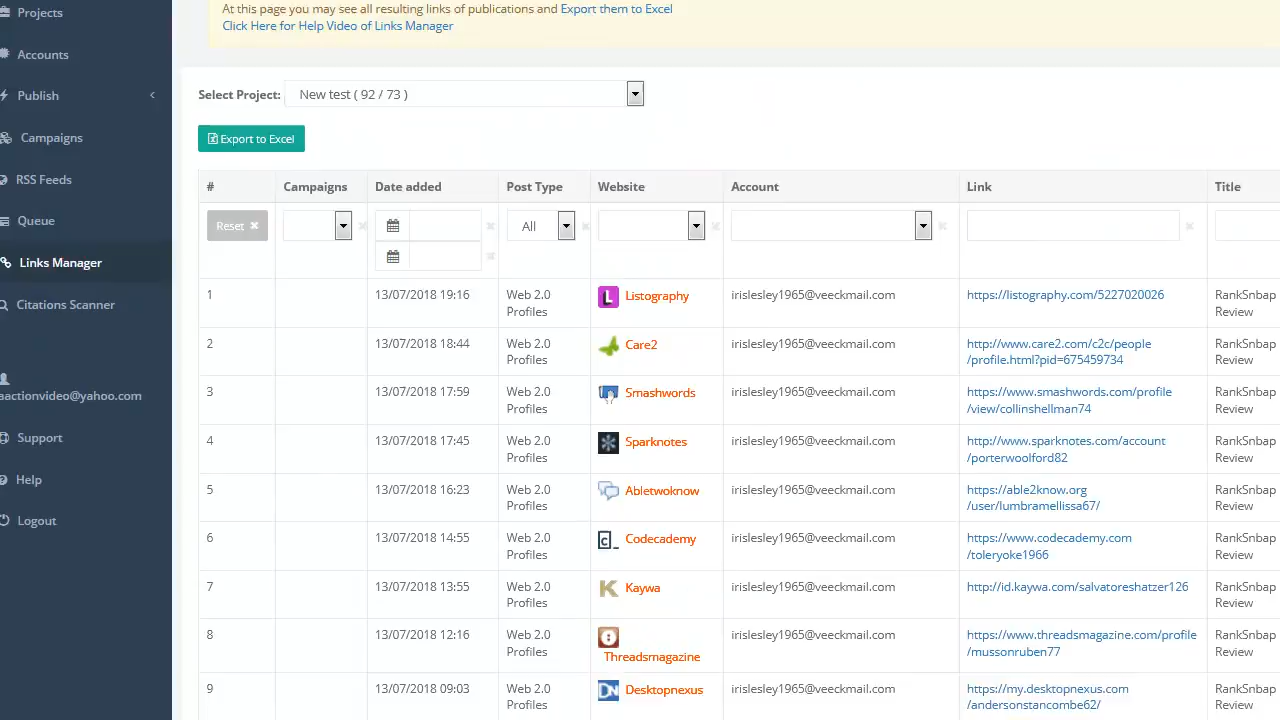 Projects
Accounts
Publish
Campaigns
RSS Feeds
Queue
Links Manager
Citations Scanner
aactionvideo@yahoo.com
Support
Help
Logout
At this page you may see all resulting links of publications and Export them to Excel
Click Here for Help Video of Links Manager
Select Project: New test ( 92 / 73 )
Export to Excel
# Campaigns Date added Post Type Website Account Link Title
Reset All
1 13/07/2018 19:16 Web 2.0 Listography irislesley1965@veeckmail.com https://listography.com/5227020026 RankSnbap
Profiles Review
2 13/07/2018 18:44 Web 2.0 Care2 irislesley1965@veeckmail.com http://www.care2.com/c2c/people RankSnbap
Profiles /profile.html?pid=675459734 Review
3 13/07/2018 17:59 Web 2.0 Smashwords irislesley1965@veeckmail.com https://www.smashwords.com/profile RankSnbap
Profiles /view/collinshellman74 Review
4 13/07/2018 17:45 Web 2.0 Sparknotes irislesley1965@veeckmail.com http://www.sparknotes.com/account RankSnbap
Profiles /porterwoolford82 Review
5 13/07/2018 16:23 Web 2.0 Abletwoknow irislesley1965@veeckmail.com https://able2know.org RankSnbap
Profiles /user/lumbramellissa67/ Review
6 13/07/2018 14:55 Web 2.0 Codecademy irislesley1965@veeckmail.com https://www.codecademy.com RankSnbap
Profiles /toleryoke1966 Review
7 13/07/2018 13:55 Web 2.0 Kaywa irislesley1965@veeckmail.com http://id.kaywa.com/salvatoreshatzer126 RankSnbap
Profiles Review
8 13/07/2018 12:16 Web 2.0 irislesley1965@veeckmail.com https://www.threadsmagazine.com/profile RankSnbap
Profiles Threadsmagazine /mussonruben77 Review
9 13/07/2018 09:03 Web 2.0 Desktopnexus irislesley1965@veeckmail.com https://my.desktopnexus.com RankSnbap
Profiles /andersonstancombe62/ Review